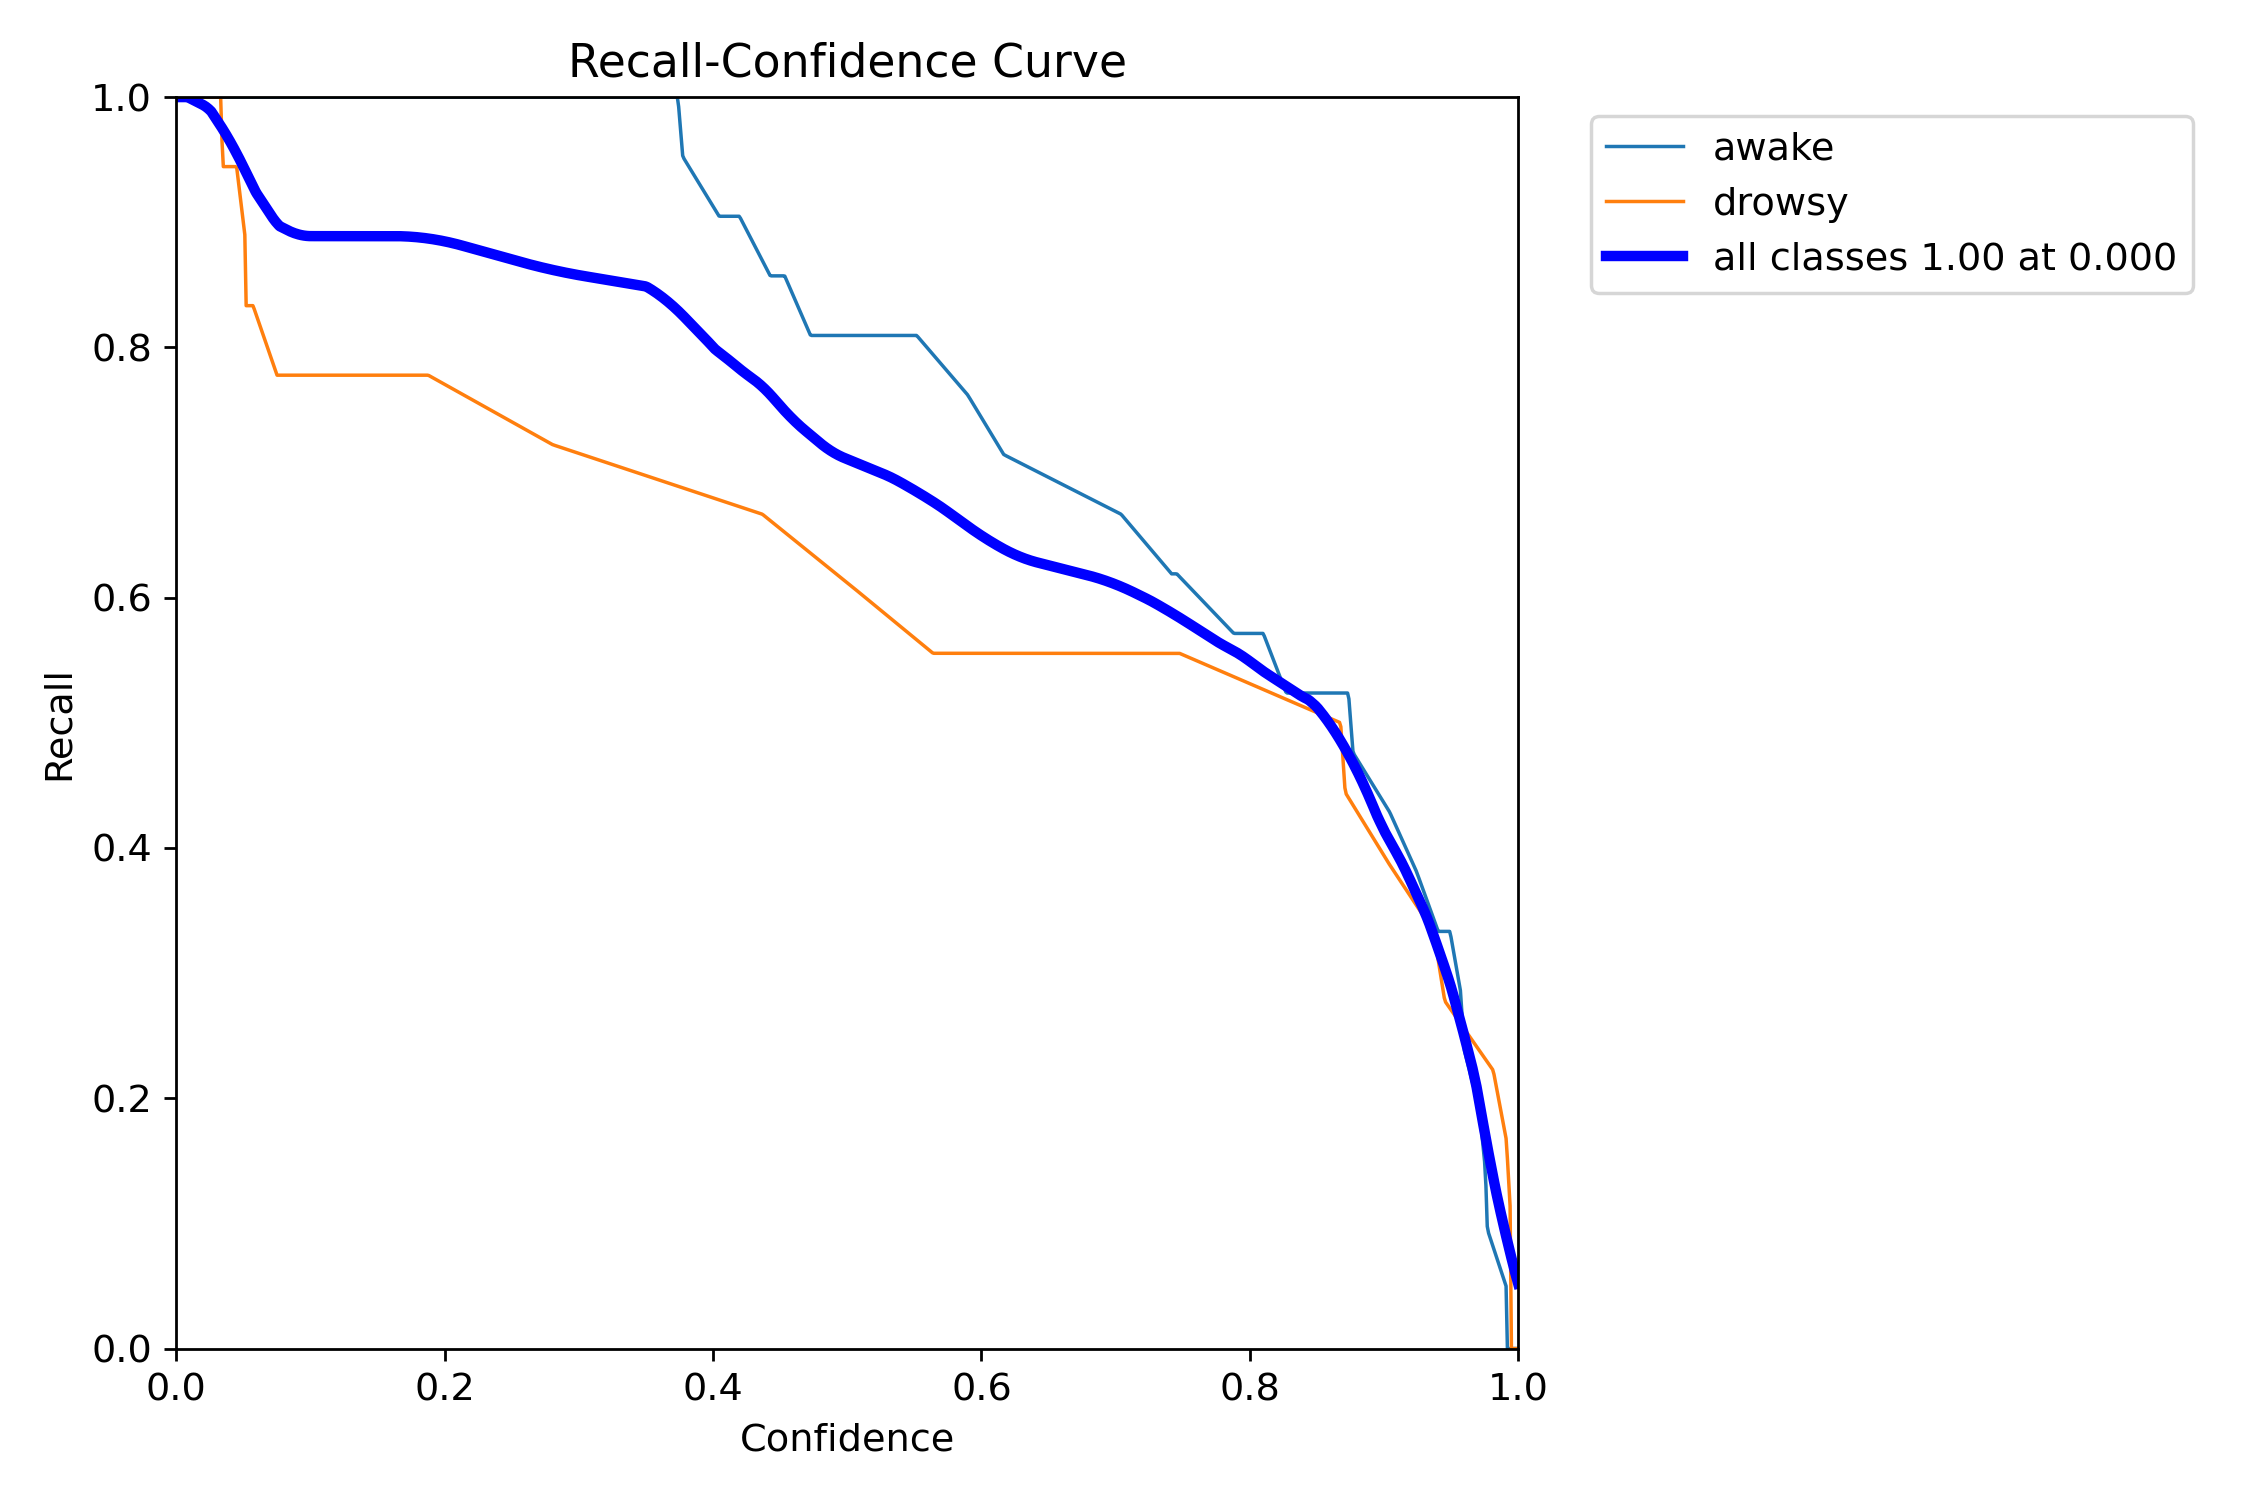 Recall-Confidence Curve
1.0
0.8
0.6
0.4
0.2
0.0
Recall
0.0 0.2 0.4 0.6 0.8 1.0
Confidence
awake
drowsy
all classes 1.00 at 0.000